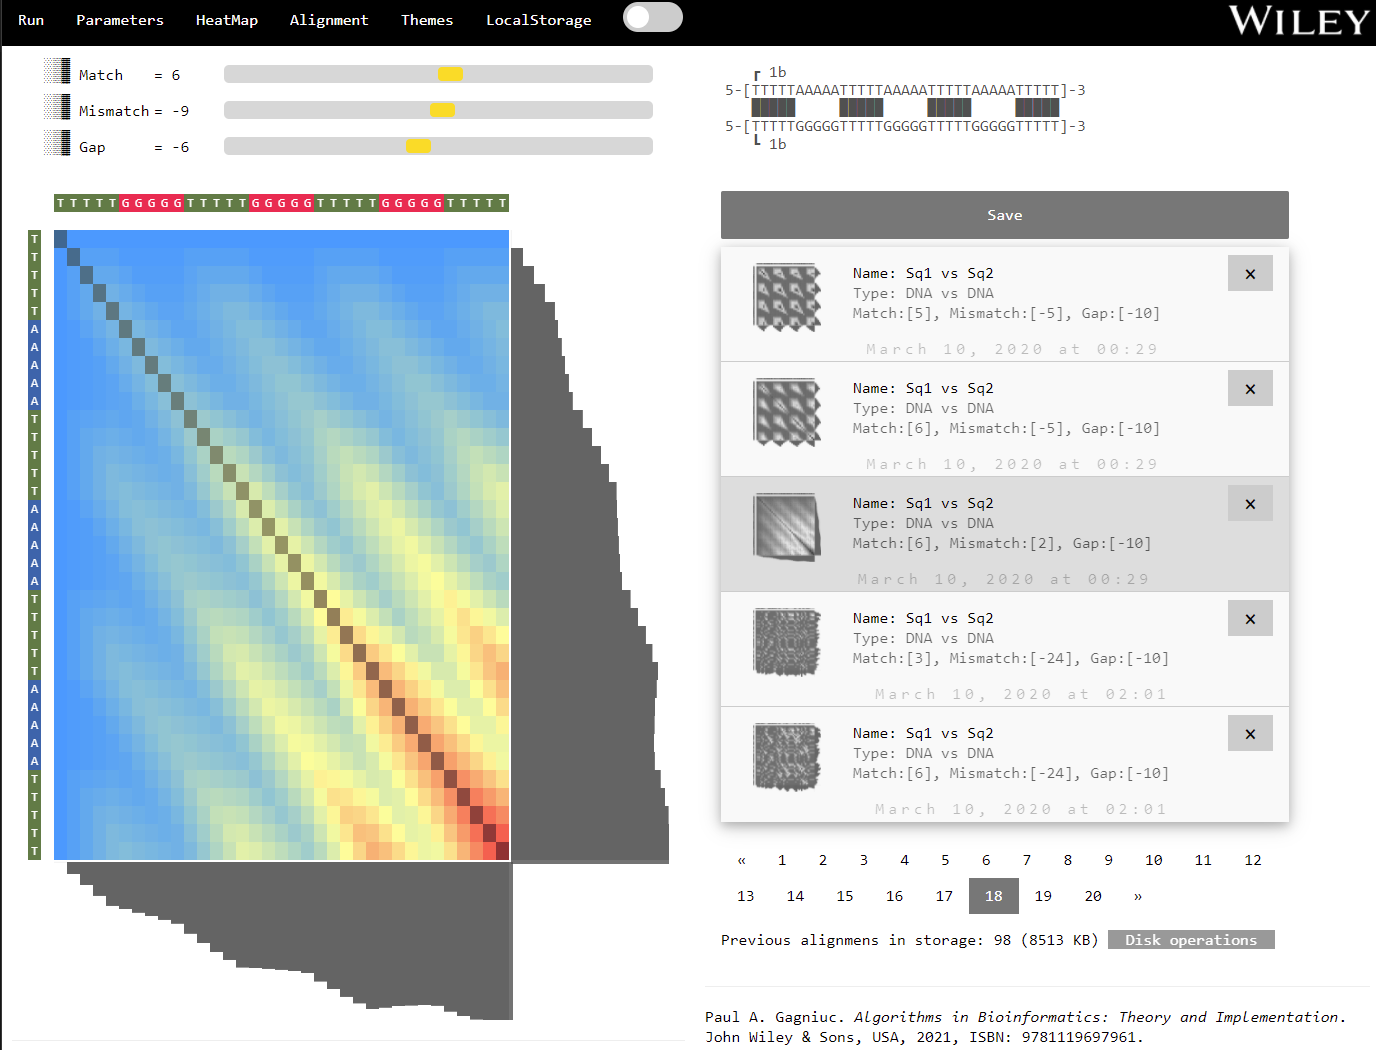 Run Parameters HeatMap Alignment Themes LocalStorage WILEY
Match = 6
Mismatch = -9
Gap = -6
┏ 1b
5-[TTTTTAAAAATTTTTAAAAATTTTTAAAAATTTTT]-3
5-[TTTTTGGGGGTTTTTGGGGGTTTTTGGGGGTTTTT]-3
┗ 1b
T T T T T G G G G G T T T T T G G G G G T T T T T G G G G G T T T T T
T
T
T
T
T
A
A
A
A
A
T
T
T
T
T
A
A
A
A
A
T
T
T
T
T
A
A
A
A
A
T
T
T
T
T
Save
Name: Sq1 vs Sq2 ×
Type: DNA vs DNA
Match:[5], Mismatch:[-5], Gap:[-10]
March 10, 2020 at 00:29
Name: Sq1 vs Sq2 ×
Type: DNA vs DNA
Match:[6], Mismatch:[-5], Gap:[-10]
March 10, 2020 at 00:29
Name: Sq1 vs Sq2 ×
Type: DNA vs DNA
Match:[6], Mismatch:[2], Gap:[-10]
March 10, 2020 at 00:29
Name: Sq1 vs Sq2 ×
Type: DNA vs DNA
Match:[3], Mismatch:[-24], Gap:[-10]
March 10, 2020 at 02:01
Name: Sq1 vs Sq2 ×
Type: DNA vs DNA
Match:[6], Mismatch:[-24], Gap:[-10]
March 10, 2020 at 02:01
« 1 2 3 4 5 6 7 8 9 10 11 12
13 14 15 16 17 18 19 20 »
Previous alignmens in storage: 98 (8513 KB) Disk operations
Paul A. Gagniuc. Algorithms in Bioinformatics: Theory and Implementation.
John Wiley & Sons, USA, 2021, ISBN: 9781119697961.